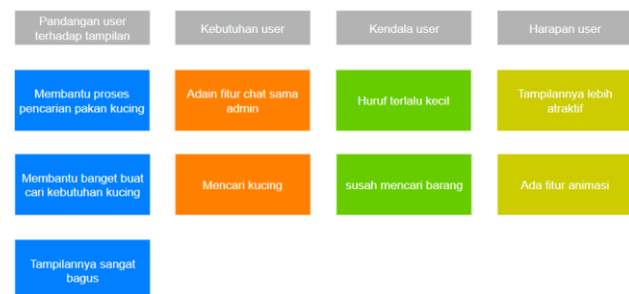 Pandangan user
terhadap tampilan
Kebutuhan user
Kendala user
Harapan user
Membantu proses
pencarian pakan kucing
Adain fitur chat sama
admin
Huruf terlalu kecil
Tampilannya lebih
atraktif
Membantu banget buat
cari kebutuhan kucing
Mencari kucing
susah mencari barang
Ada fitur animasi
Tampilannya sangat
bagus